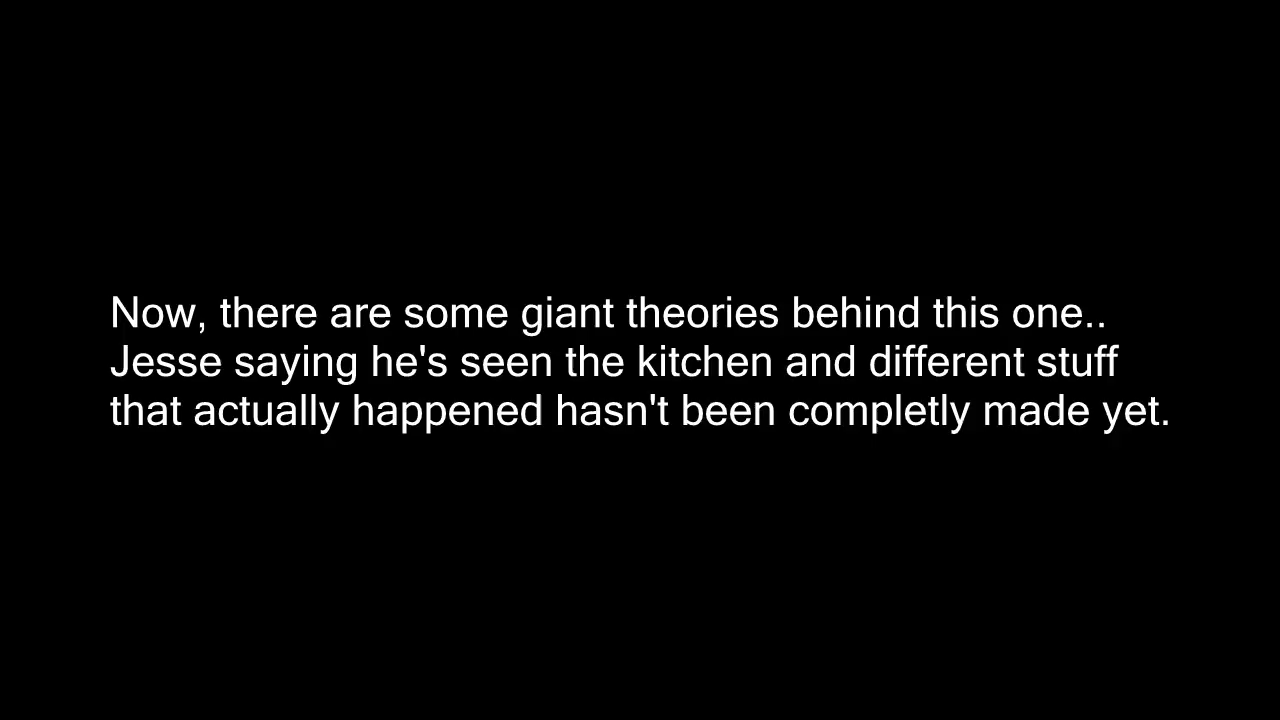 Now, there are some giant theories behind this one..
Jesse saying he's seen the kitchen and different stuff
that actually happened hasn't been completly made yet.